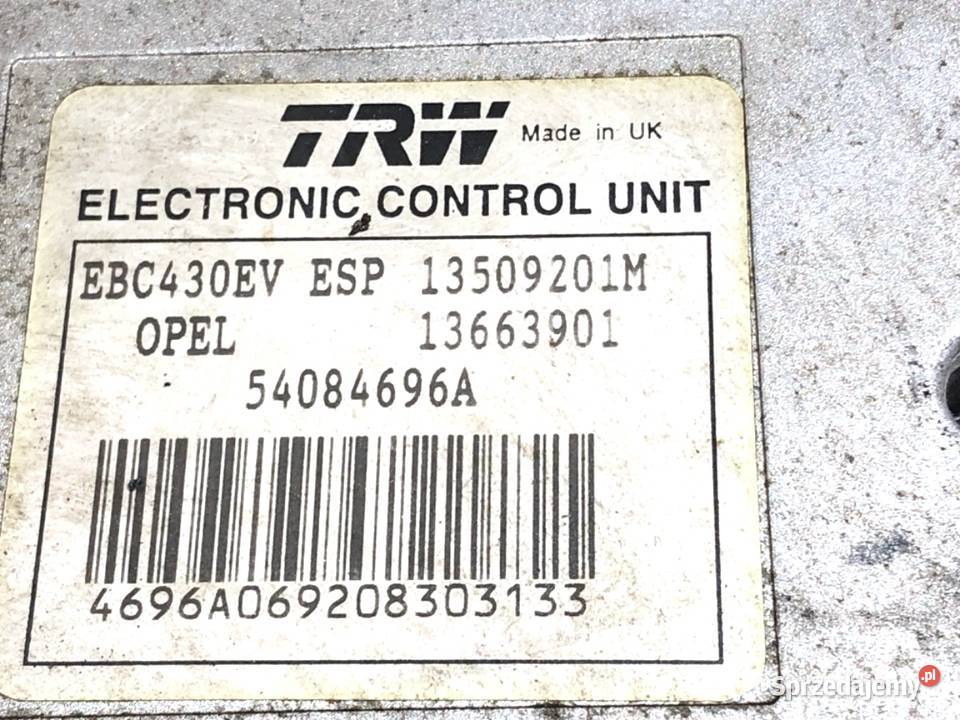 TRW Made in UK
ELECTRONIC CONTROL UNIT
EBC430EV ESP 13509201M
OPEL 13663901
54084696A
4696A069208303133
Sprzedajemy.pl